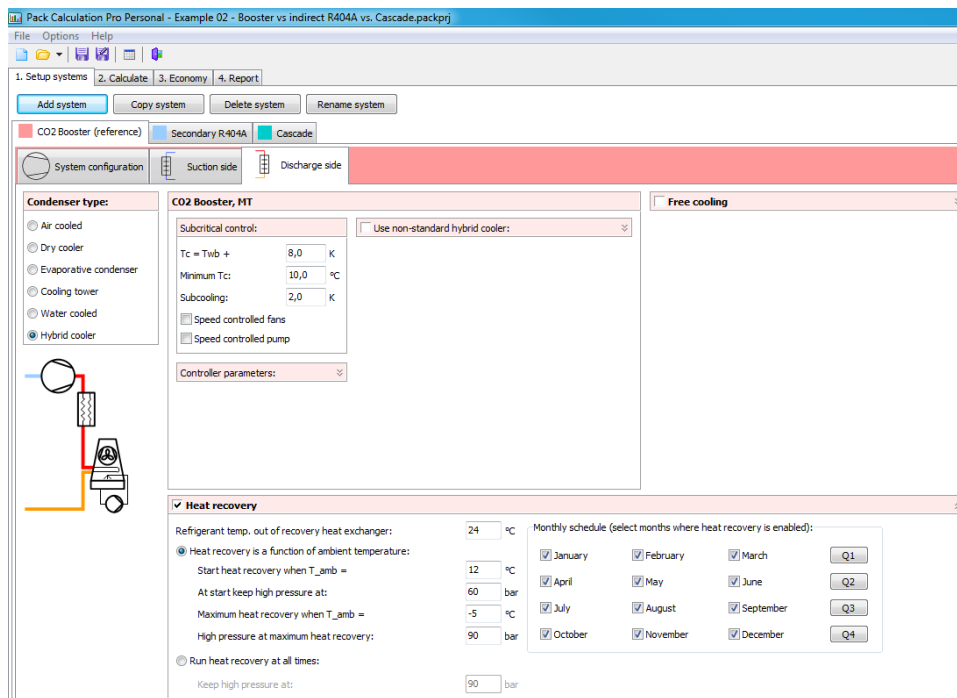 Pack Calculation Pro Personal - Example 02 - Booster vs indirect R404A vs. Cascade.packprj
File Options Help
1. Setup systems 2. Calculate 3. Economy 4. Report
Add system Copy system Delete system Rename system
CO2 Booster (reference) Secondary R404A Cascade
System configuration Suction side Discharge side
Condenser type: CO2 Booster, MT Free cooling
Air cooled Subcritical control: Use non-standard hybrid cooler:
Dry cooler Tc = Twb + 8,0 K
Evaporative condenser Minimum Tc: 10,0 ºC
Cooling tower Subcooling: 2,0 K
Water cooled Speed controlled fans
Hybrid cooler Speed controlled pump
Controller parameters:
Heat recovery
Refrigerant temp. out of recovery heat exchanger: 24 ºC Monthly schedule (select months where heat recovery is enabled):
Heat recovery is a function of ambient temperature: January February March Q1
Start heat recovery when T_amb = 12 ºC April May June Q2
At start keep high pressure at: 60 bar
Maximum heat recovery when T_amb = -5 ºC July August September Q3
High pressure at maximum heat recovery: 90 bar October November December Q4
Run heat recovery at all times:
Keep high pressure at: 90 bar